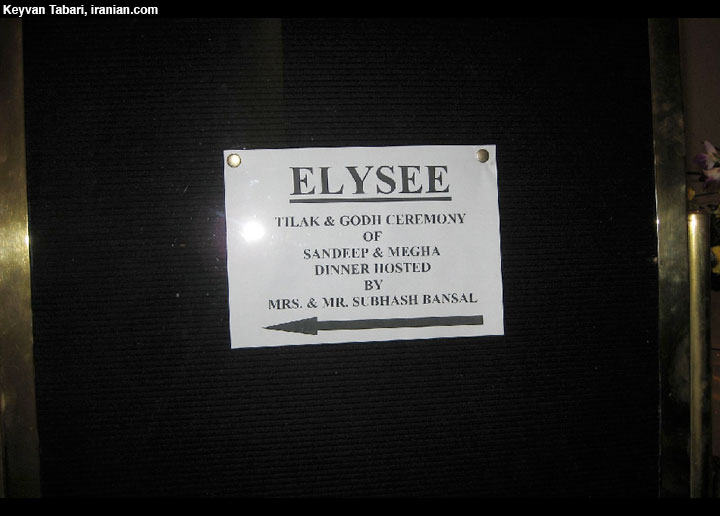 Keyvan Tabari, iranian.com
ELYSEE
TILAK & GODH CEREMONY
OF
SANDEEP & MEGHA
DINNER HOSTED
BY
MRS. & MR. SUBHASH BANSAL